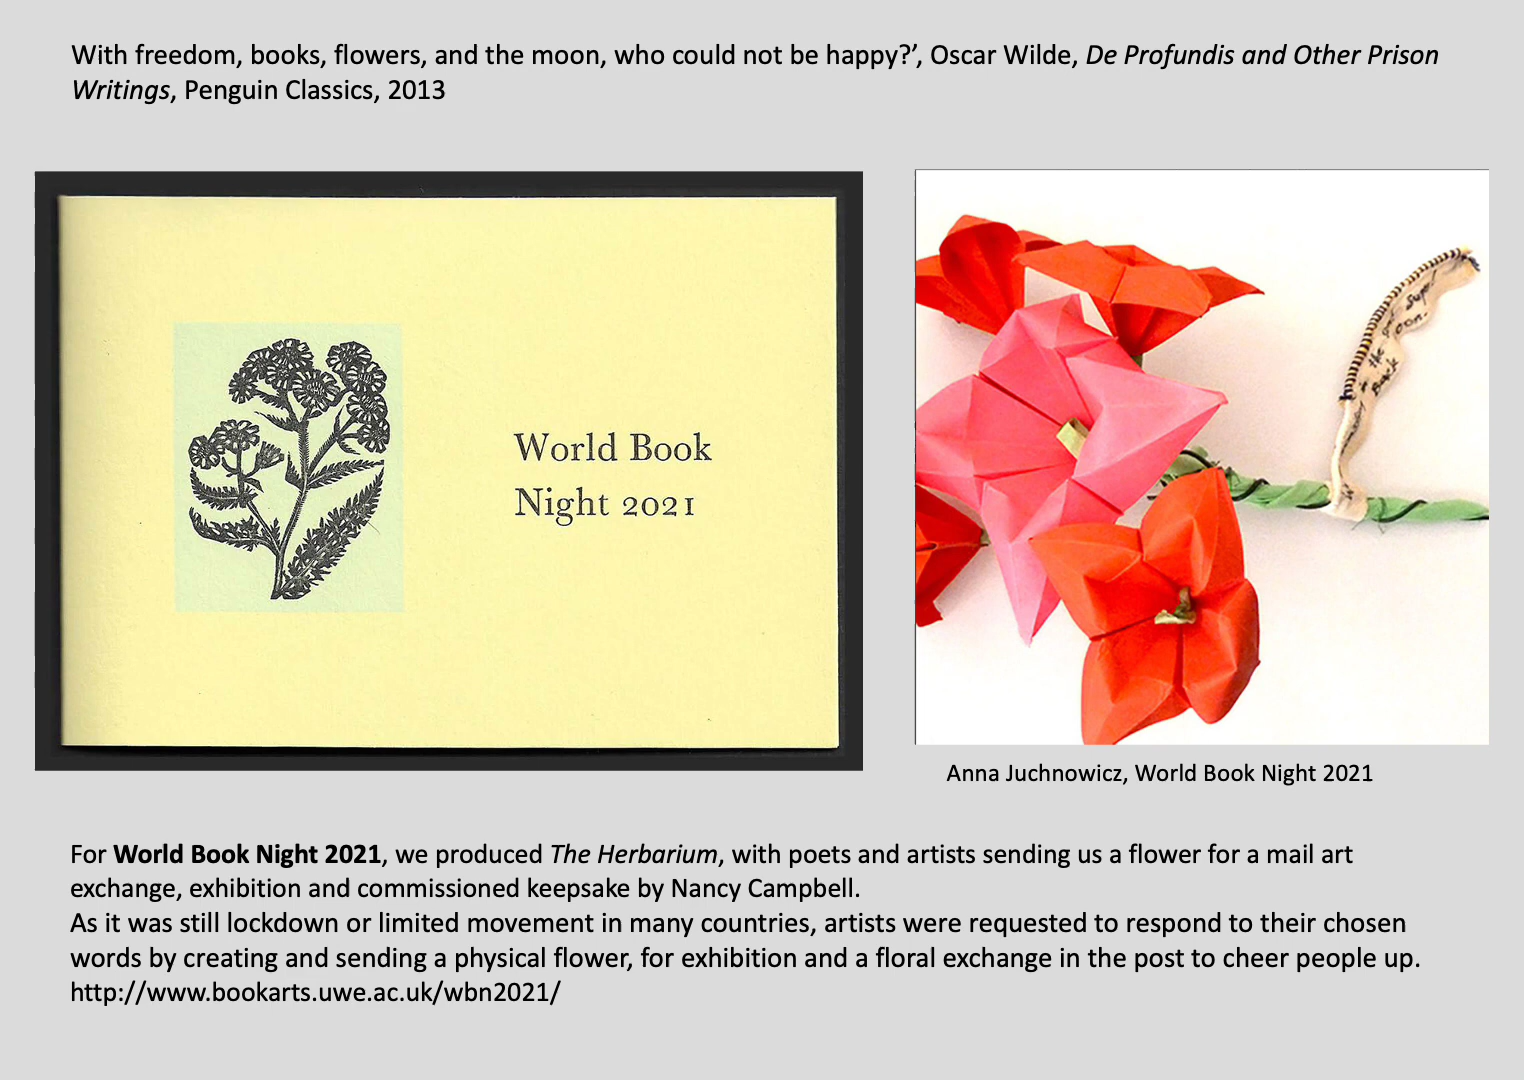 With freedom, books, flowers, and the moon, who could not be happy?’, Oscar Wilde, De Profundis and Other Prison
Writings, Penguin Classics, 2013
World Book
Night 2021
the
Book
Anna Juchnowicz, World Book Night 2021
For World Book Night 2021, we produced The Herbarium, with poets and artists sending us a flower for a mail art
exchange, exhibition and commissioned keepsake by Nancy Campbell.
As it was still lockdown or limited movement in many countries, artists were requested to respond to their chosen
words by creating and sending a physical flower, for exhibition and a floral exchange in the post to cheer people up.
http://www.bookarts.uwe.ac.uk/wbn2021/